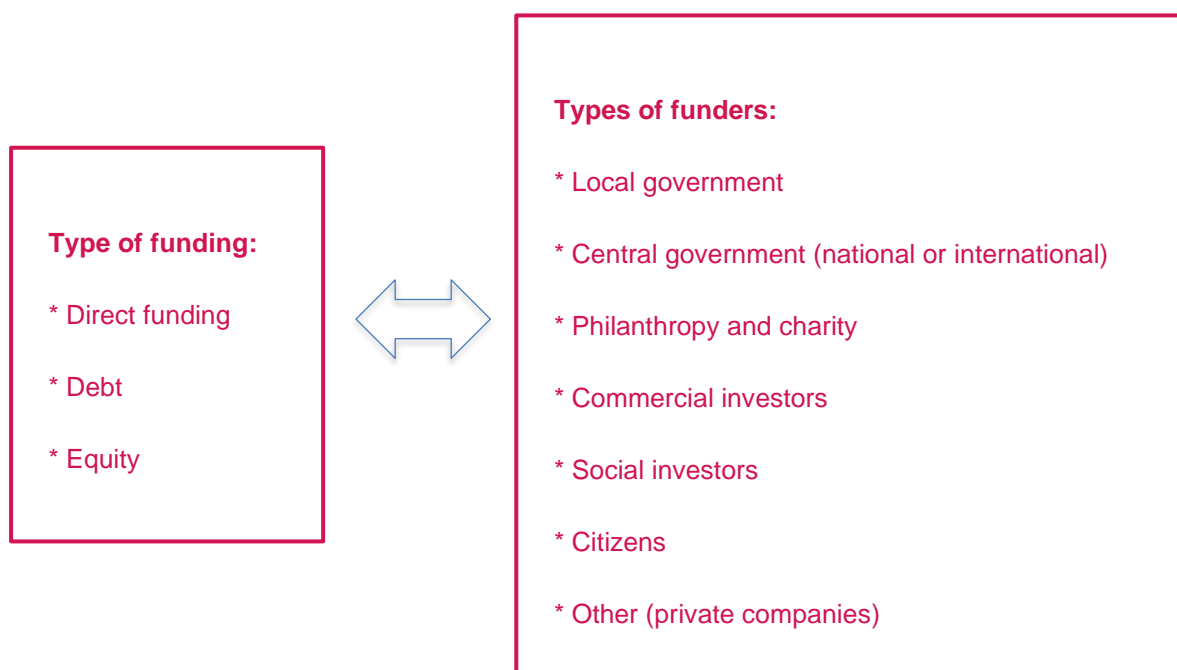 Type of funding:
* Direct funding
* Debt
* Equity
Types of funders:
* Local government
* Central government (national or international)
* Philanthropy and charity
* Commercial investors
* Social investors
* Citizens
* Other (private companies)